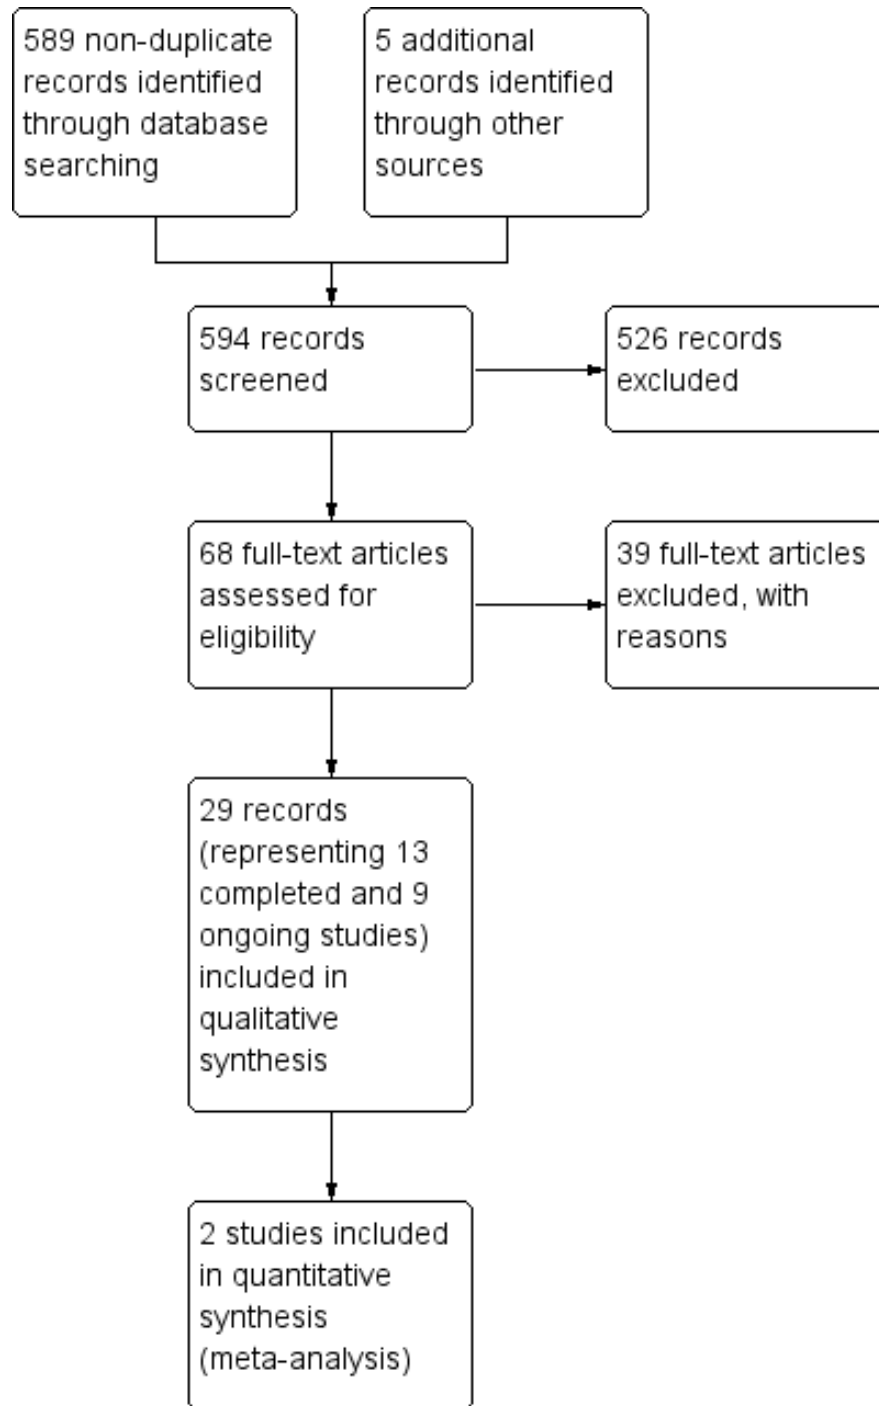 589 non-duplicate
records identified
through database
searching
5 additional
records identified
through other
sources
594 records
screened
526 records
excluded
68 full-text articles
assessed for
eligibility
39 full-text articles
excluded, with
reasons
29 records
(representing 13
completed and 9
ongoing studies)
included in
qualitative
synthesis
2 studies included
in quantitative
synthesis
(meta-analysis)